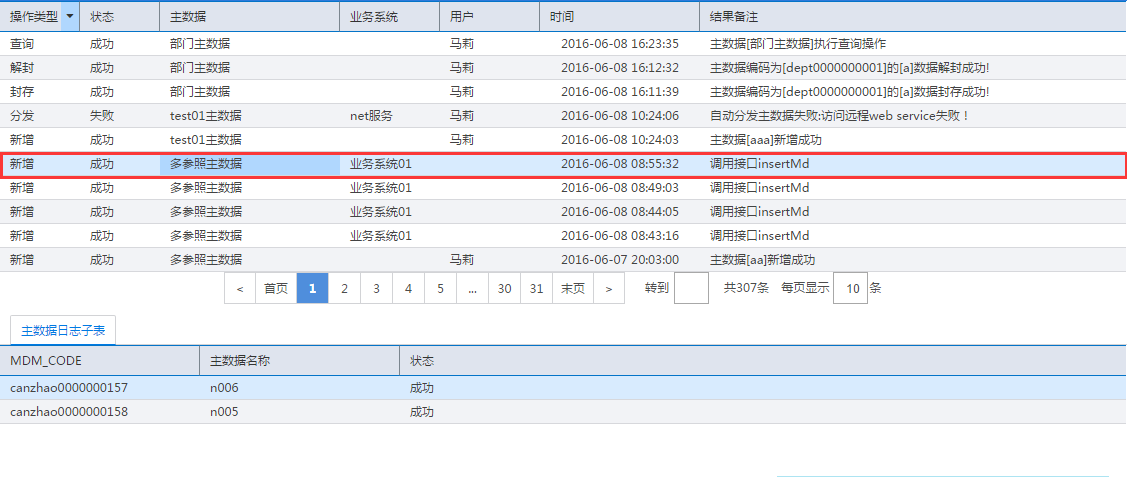 操作类型 状态 主数据 业务系统 用户 时间 结果备注
查询 成功 部门主数据 马莉 2016-06-08 16:23:35 主数据[部门主数据]执行查询操作
解封 成功 部门主数据 马莉 2016-06-08 16:12:32 主数据编码为[dept0000000001]的[a]数据解封成功!
封存 成功 部门主数据 马莉 2016-06-08 16:11:39 主数据编码为[dept0000000001]的[a]数据封存成功!
分发 失败 test01主数据 net服务 马莉 2016-06-08 10:24:06 自动分发主数据失败:访问远程web service失败！
新增 成功 test01主数据 马莉 2016-06-08 10:24:03 主数据[aaa]新增成功
新增 成功 多参照主数据 业务系统01 2016-06-08 08:55:32 调用接口insertMd
新增 成功 多参照主数据 业务系统01 2016-06-08 08:49:03 调用接口insertMd
新增 成功 多参照主数据 业务系统01 2016-06-08 08:44:05 调用接口insertMd
新增 成功 多参照主数据 业务系统01 2016-06-08 08:43:16 调用接口insertMd
新增 成功 多参照主数据 马莉 2016-06-07 20:03:00 主数据[aa]新增成功
< 首页 1 2 3 4 5 ... 30 31 末页 > 转到 共307条 每页显示 10 条
主数据日志子表
MDM_CODE 主数据名称 状态
canzhao0000000157 n006 成功
canzhao0000000158 n005 成功